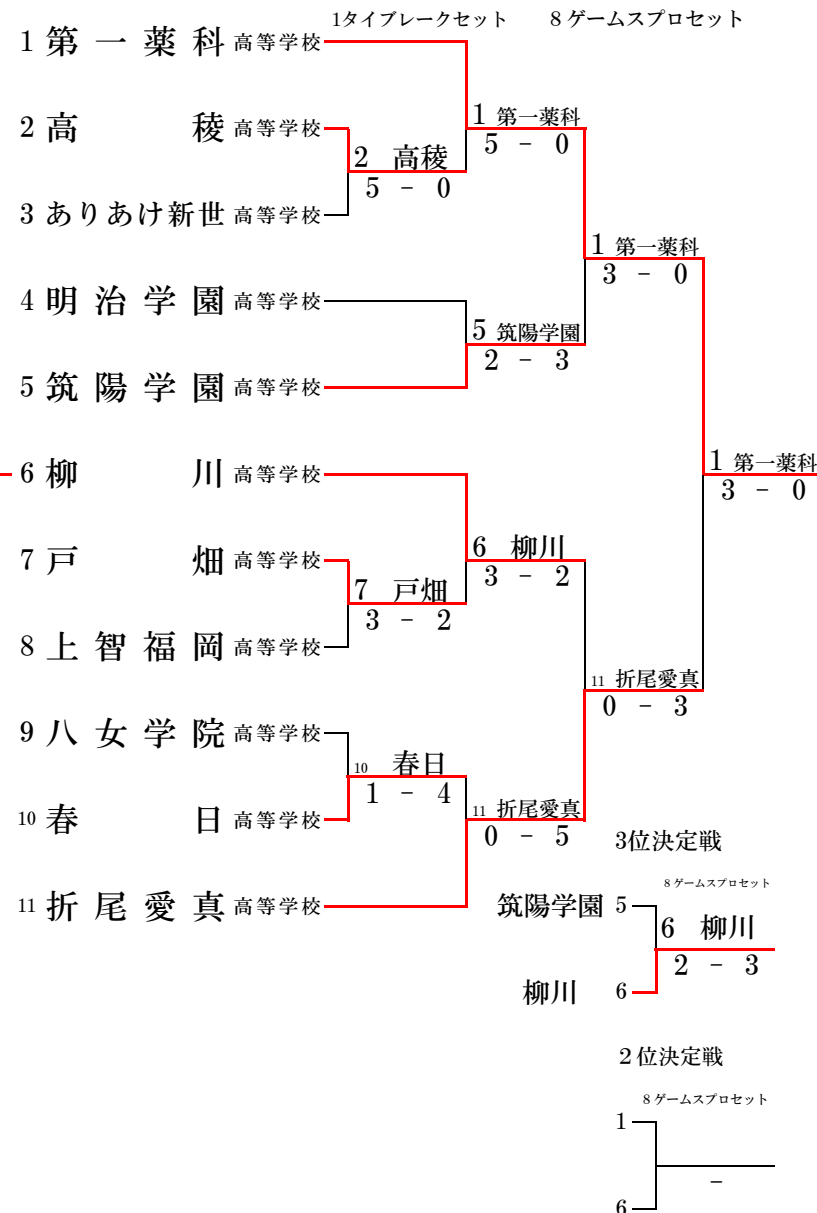 1タイブレークセット 8ゲームスプロセット
1 第一薬科 高等学校
1 第一薬科
5 - 0
2 高稜 高等学校
2 高稜
5 - 0
3 ありあけ新世 高等学校
1 第一薬科
3 - 0
4 明治学園 高等学校
5 筑陽学園
2 - 3
5 筑陽学園 高等学校
1 第一薬科
3 - 0
6 柳川 高等学校
6 柳川
3 - 2
7 戸畑 高等学校
7 戸畑
3 - 2
8 上智福岡 高等学校
11 折尾愛真
0 - 3
9 八女学院 高等学校
10 春日
1 - 4
10 春日 高等学校
11 折尾愛真
0 - 5
11 折尾愛真 高等学校
3位決定戦
8ゲームスプロセット
筑陽学園 5
6 柳川
2 - 3
柳川 6
2位決定戦
8ゲームスプロセット
1
-
6